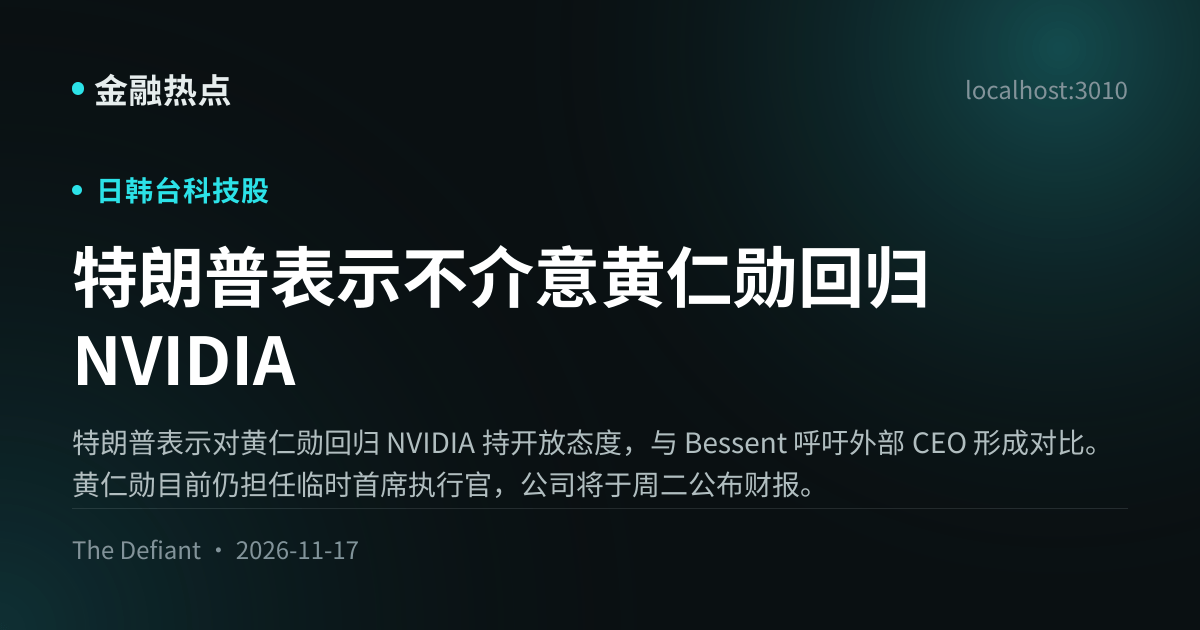 金融热点
localhost:3010
日韩台科技股
特朗普表示不介意黄仁勋回归
NVIDIA
特朗普表示对黄仁勋回归 NVIDIA 持开放态度，与 Bessent 呼吁外部 CEO 形成对比。
黄仁勋目前仍担任临时首席执行官，公司将于周二公布财报。
The Defiant • 2026-11-17